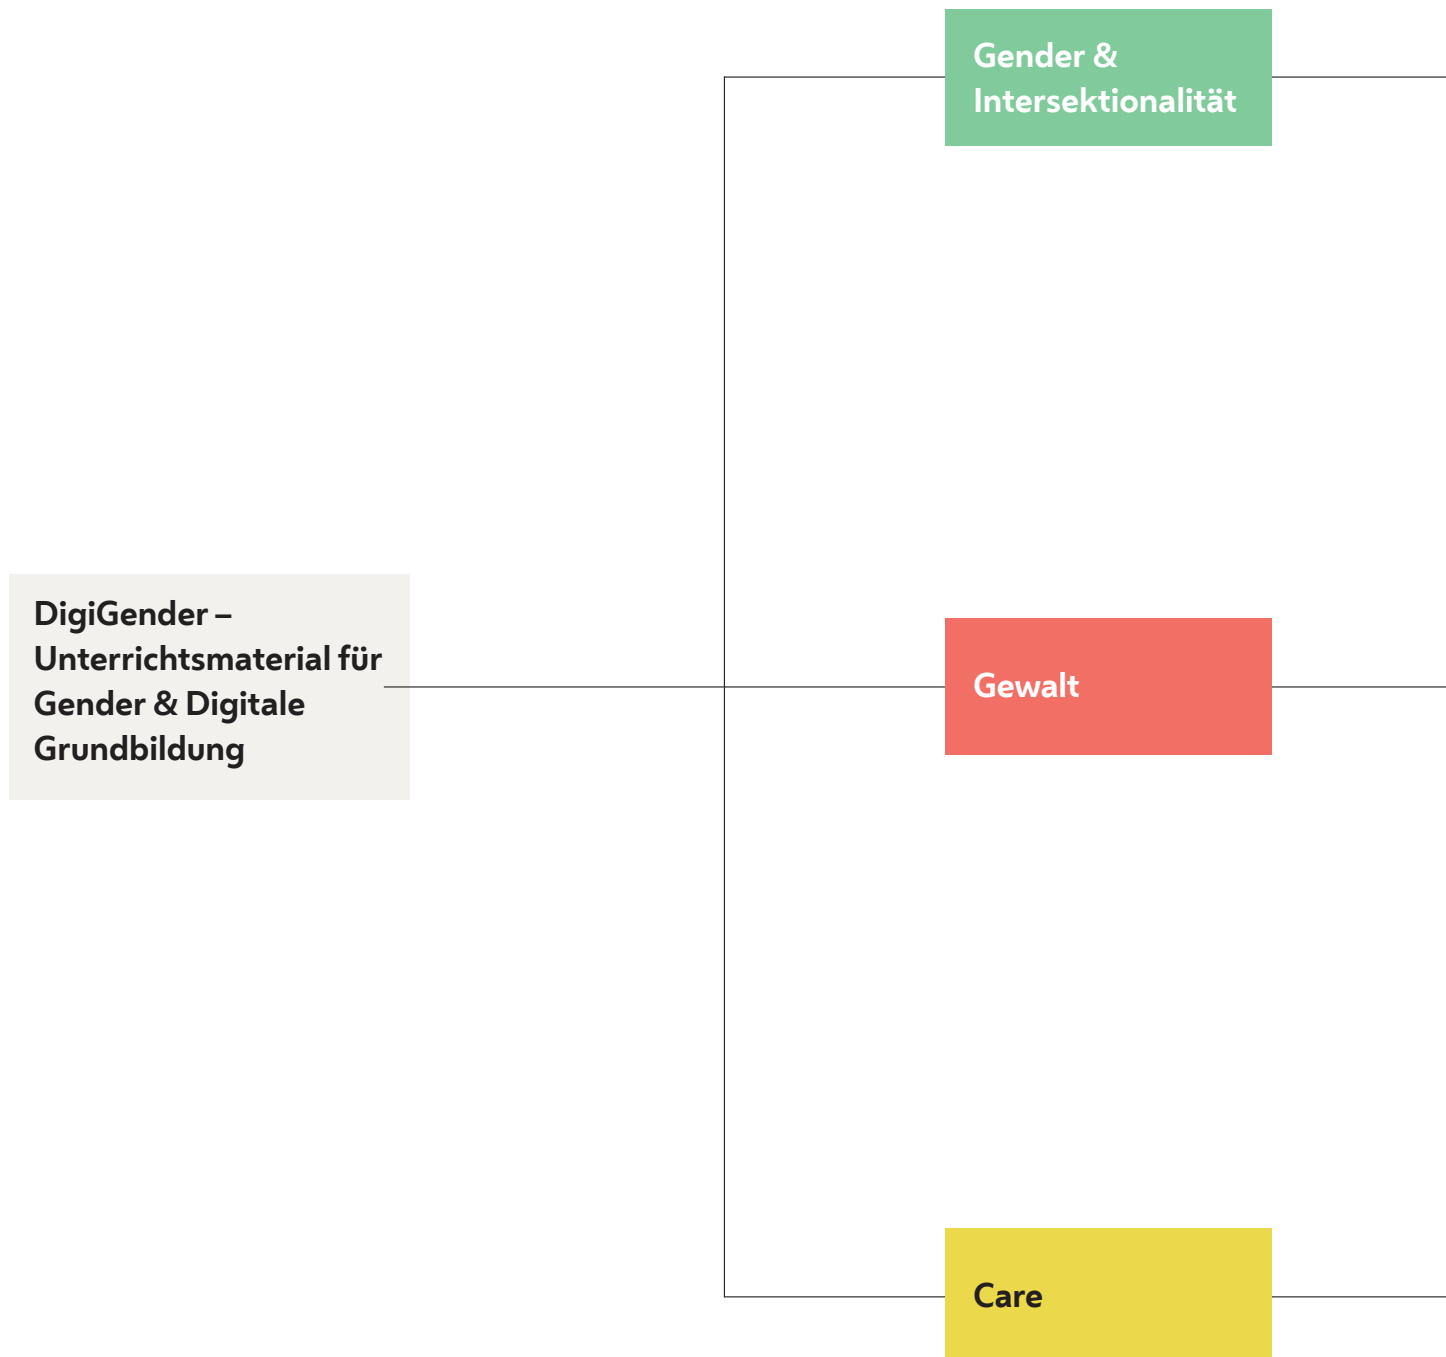 Gender &
Intersektionalität
DigiGender –
Unterrichtsmaterial für
Gender & Digitale
Grundbildung
Gewalt
Care